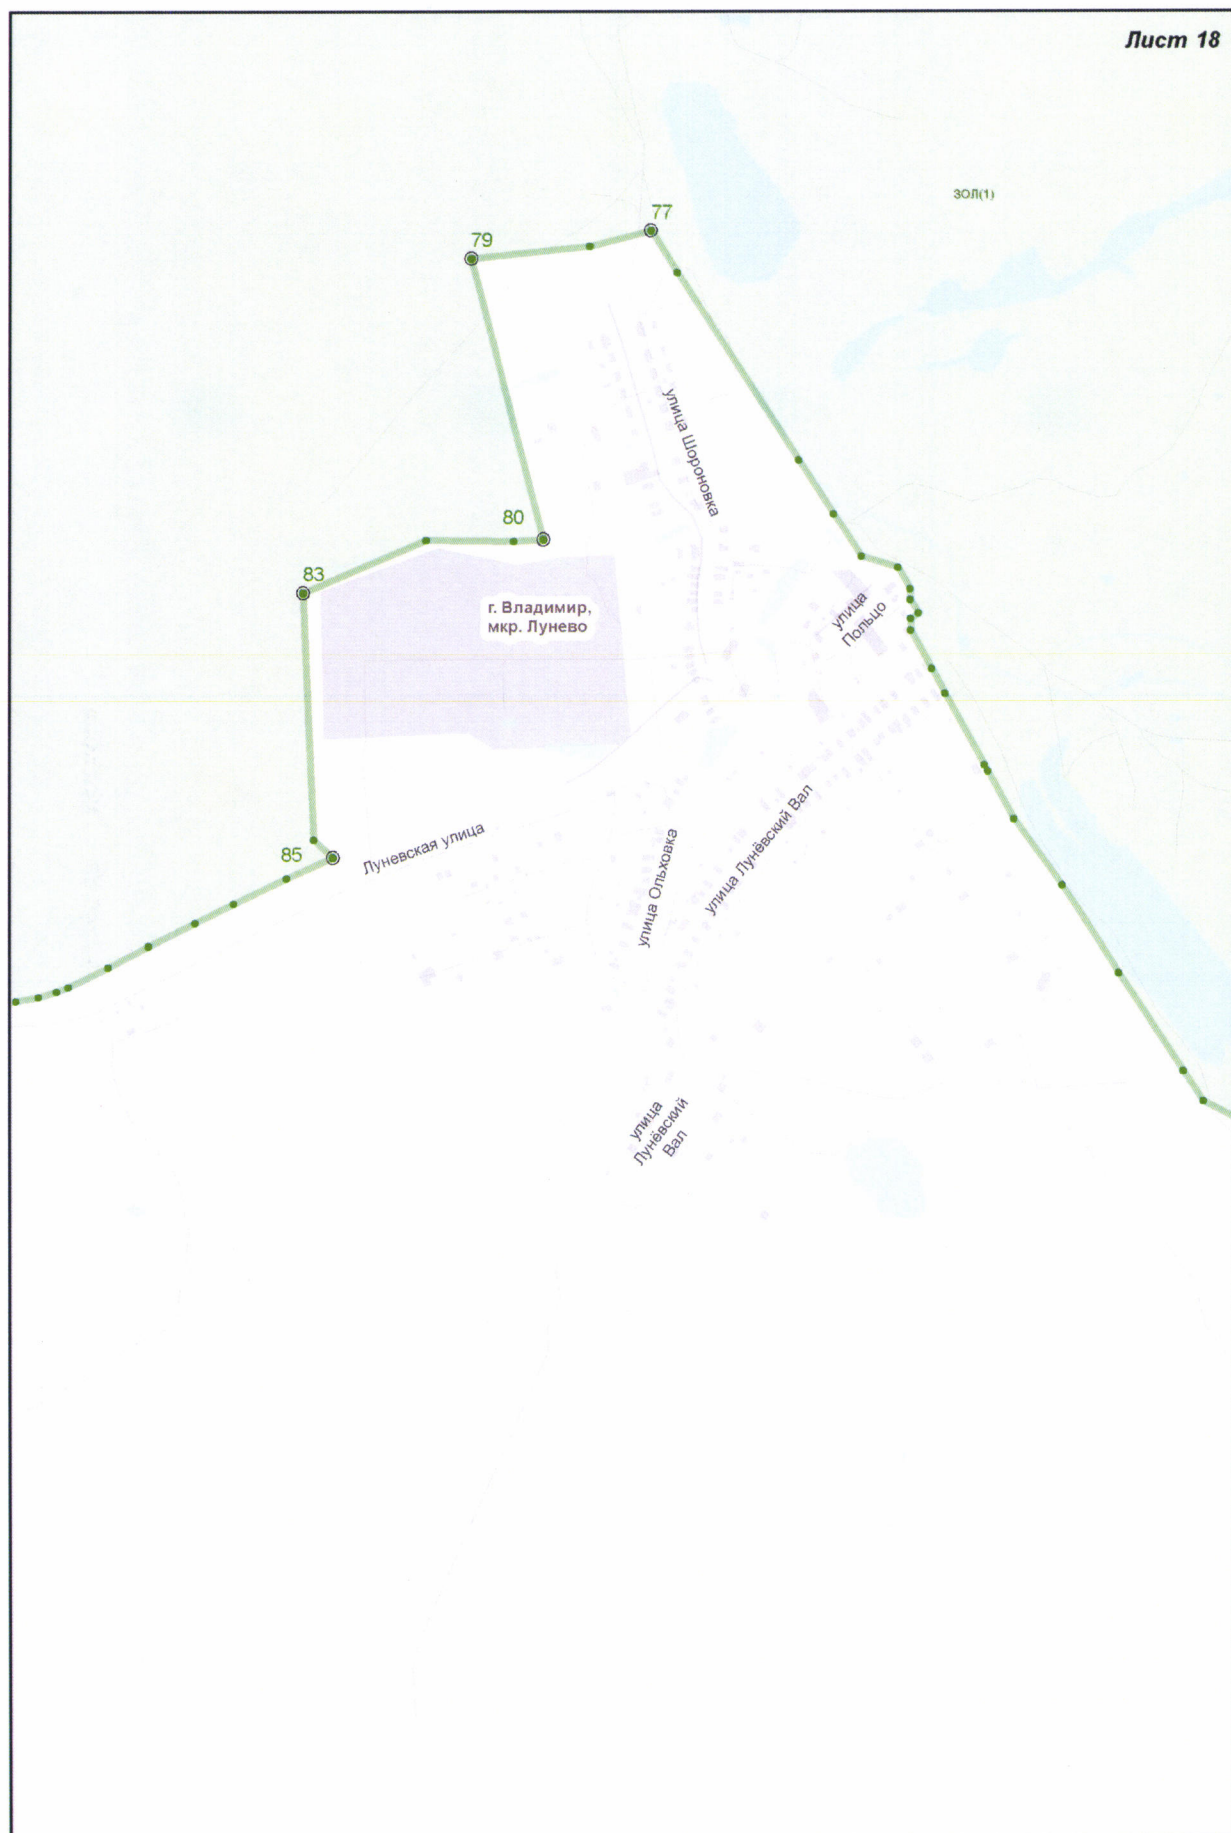 Лист 18
ЗОЛ(1)
77
79
улица Шороновка
80
83
г. Владимир,
мкр. Лунево
улица
Польцо
85
Луневская улица
улица Ольховка
улица Лунёвский Вал
улица
Лунёвский
Вал